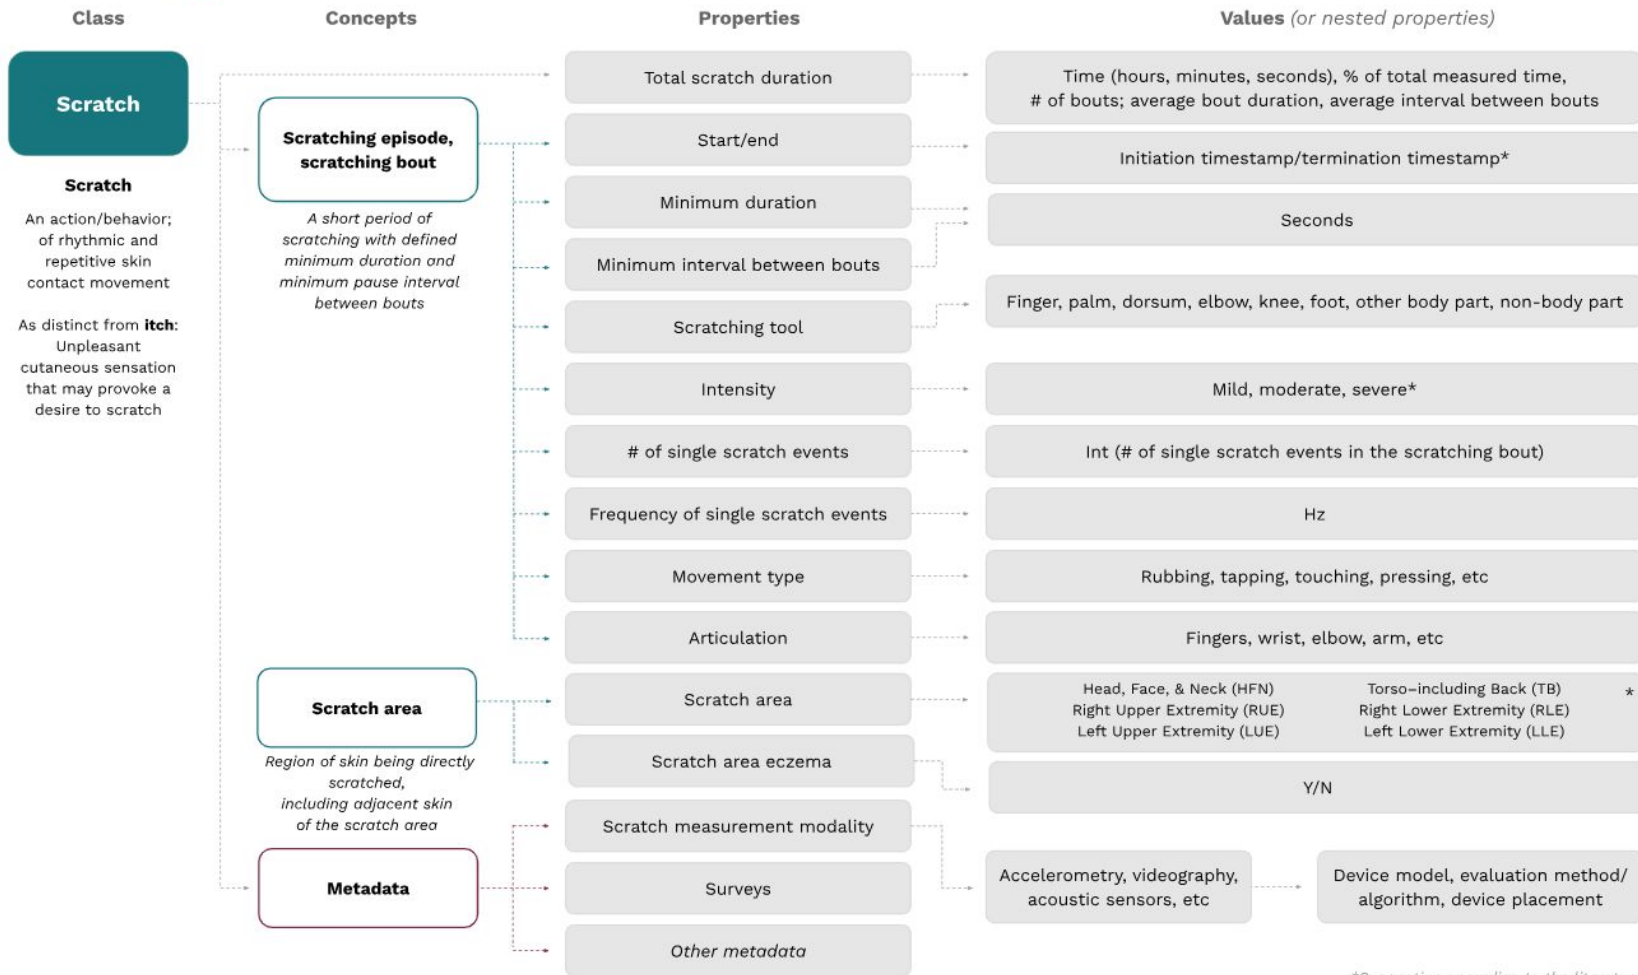 Class
Concepts
Properties
Values (or nested properties)
Scratch
Scratch
An action/behavior;
of rhythmic and
repetitive skin
contact movement
As distinct from itch:
Unpleasant
cutaneous sensation
that may provoke a
desire to scratch
Scratching episode,
scratching bout
A short period of
scratching with defined
minimum duration and
minimum pause interval
between bouts
Scratch area
Region of skin being directly
scratched,
including adjacent skin
of the scratch area
Metadata
Total scratch duration
Start/end
Minimum duration
Minimum interval between bouts
Scratching tool
Intensity
# of single scratch events
Frequency of single scratch events
Movement type
Articulation
Scratch area
Scratch area eczema
Scratch measurement modality
Surveys
Other metadata
Time (hours, minutes, seconds), % of total measured time,
# of bouts; average bout duration, average interval between bouts
Initiation timestamp/termination timestamp*
Seconds
Finger, palm, dorsum, elbow, knee, foot, other body part, non-body part
Mild, moderate, severe*
Int (# of single scratch events in the scratching bout)
Hz
Rubbing, tapping, touching, pressing, etc
Fingers, wrist, elbow, arm, etc
Head, Face, & Neck (HFN)
Right Upper Extremity (RUE)
Left Upper Extremity (LUE)
Torso–including Back (TB)
Right Lower Extremity (RLE)
Left Lower Extremity (LLE)
*
Y/N
Accelerometry, videography,
acoustic sensors, etc
Device model, evaluation method/
algorithm, device placement